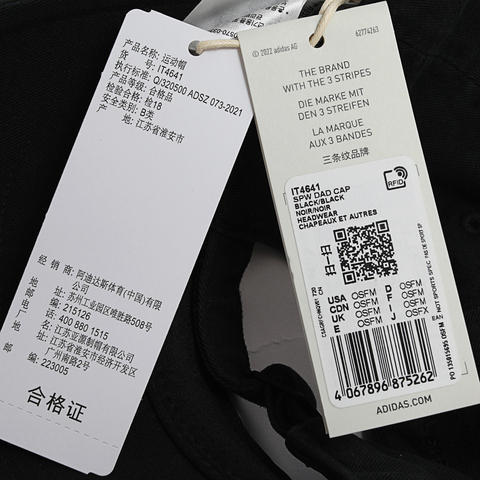 产品名称: 运动帽
货 号: IT4641
执行标准: Q/320500 ADSZ 073-2021
产品等级: 合格品
检验合格: 检18
安全类别: B类
产 地: 江苏省淮安市
经 销 商: 阿迪达斯体育(中国)有限
公司
地 址: 苏州工业园区唯胜路508号
邮 编: 215126
电 话: 400 880 1515
厂 名: 江苏亚源制帽有限公司
地 址: 江苏省淮安市经济开发区
广州南路2号
邮 编: 223005
合格证
© 2022 adidas AG
62774263
THE BRAND
WITH THE 3 STRIPES
DIE MARKE MIT
DEN 3 STREIFEN
LA MARQUE
AUX 3 BANDES
三条纹品牌
RFID
IT4641
SPW DAD CAP
BLACK/BLACK
NOIR/NOIR
HEADWEAR
CHAPEAUX ET AUTRES
USA OSFM D OSFM
CDN OSFM F OSFM
UK OSFM I OSFM
E OSFM J OSFX
NOT SPORTS SPEC
EAN
4 067896 875262
ADIDAS.COM